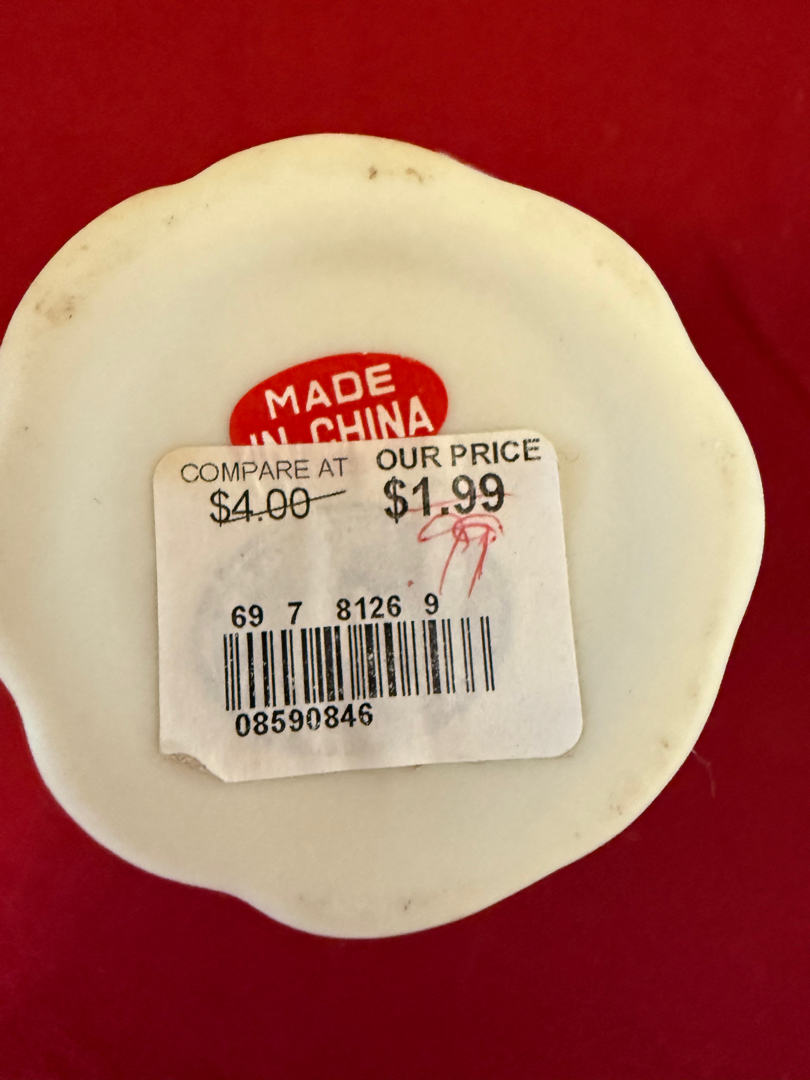 MADE
IN CHINA
COMPARE AT OUR PRICE
$4.00 $1.99
69 7 8126 9
08590846